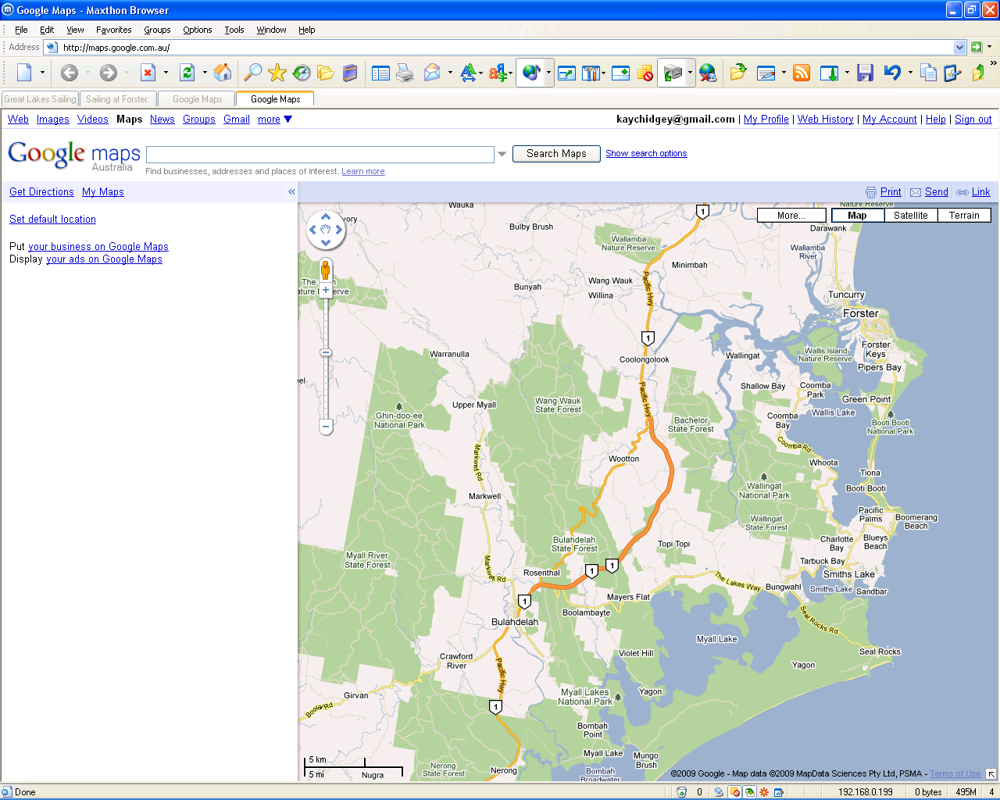 Google Maps - Maxthon Browser
File Edit View Favorites Groups Options Tools Window Help
Address http://maps.google.com.au/
Great Lakes Sailing Sailing at Forster: Google Maps Google Maps
Web Images Videos Maps News Groups Gmail more ▼ kaychidgey@gmail.com | My Profile | Web History | My Account | Help | Sign out
Google maps Australia Search Maps Show search options
Find businesses, addresses and places of interest. Learn more.
Get Directions My Maps « Print Send Link
Set default location
Put your business on Google Maps
Display your ads on Google Maps
More... Map Satellite Terrain
Wauka
Nature Reserve
Bulby Brush
Darawank
Wallamba
Nature Reserve
Wallamba
River
Minimbah
Pacific Hwy
Wang Wauk
Bunyah
Willina
Nature Reserve
Tuncurry
Forster
Forster
Keys
Wallis Island
Nature Reserve
Pipers Bay
Warranulla
Coolongolook
Wallingat
Shallow Bay
Coomba
Park
Green Point
Wallis Lake
Pacific Hwy
Upper Myall
Wang Wauk
State Forest
Ghin-doo-ee
National Park
Bachelor
State Forest
Coomba
Bay
Booti Booti
National Park
Coomba Rd
Markwell Rd
Wootton
Whoota
Tiona
Wallingat
National Park
Booti Booti
Markwell
Pacific
Palms
Boomerang
Beach
Wallingat
State Forest
Charlotte
Bay
Blueys
Beach
Bulahdelah
State Forest
Topi Topi
Myall River
State Forest
Tarbuck Bay
Markwell Rd
Rosenthal
Smiths Lake
The Lakes Way
Bungwahl
Smiths Lake
Sandbar
Mayers Flat
Boolambayte
Bulahdelah
Seal Rocks Rd
Myall Lake
Violet Hill
Seal Rocks
Crawford
River
Yagon
Pacific Hwy
Girvan
Myall Lakes
National Park
Yagon
Boola Rd
Bombah
Point
Myall Lake
Mungo
Brush
Nerong
State Forest
Nerong
Bombah
Broadwater
Nugra
5 km
5 mi
©2009 Google - Map data ©2009 MapData Sciences Pty Ltd, PSMA - Terms of Use
Done 0 192.168.0.199 0 bytes 495M 4